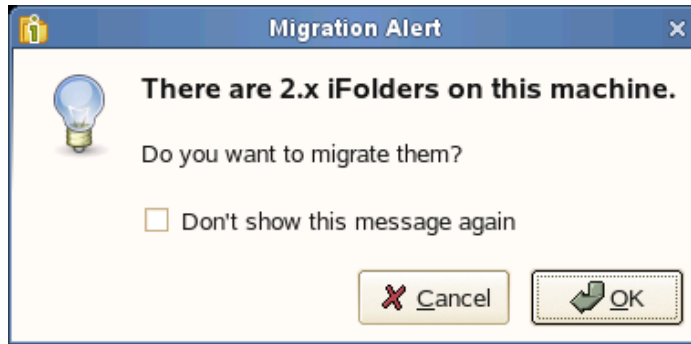 Migration Alert
There are 2.x iFolders on this machine.
Do you want to migrate them?
Don't show this message again
Cancel
OK